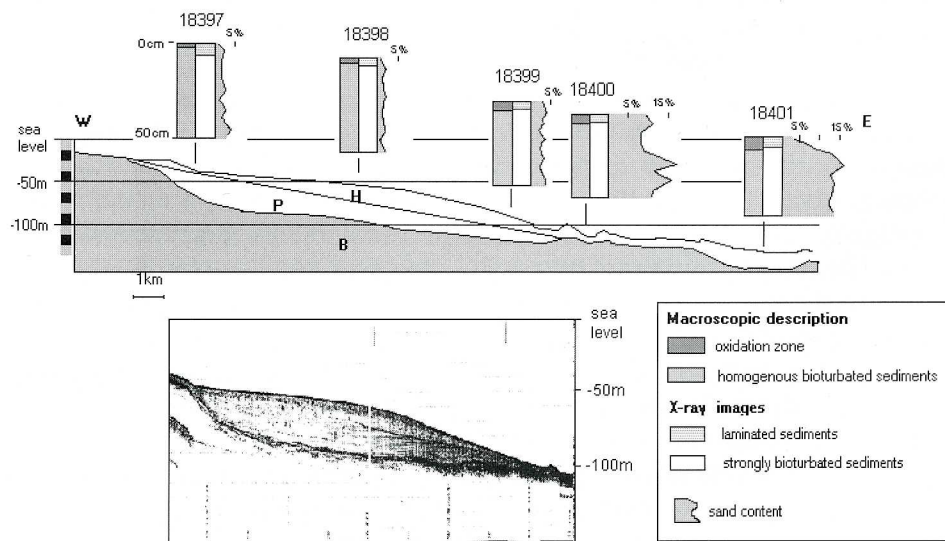 18397
18398
18399
18400
18401
0cm
50cm
5%
5%
5%
5% 15%
5% 15%
sea
level
W
E
-50m
-100m
H
P
B
1km
sea
level
-50m
-100m
Macroscopic description
oxidation zone
homogenous bioturbated sediments
X-ray images
laminated sediments
strongly bioturbated sediments
sand content